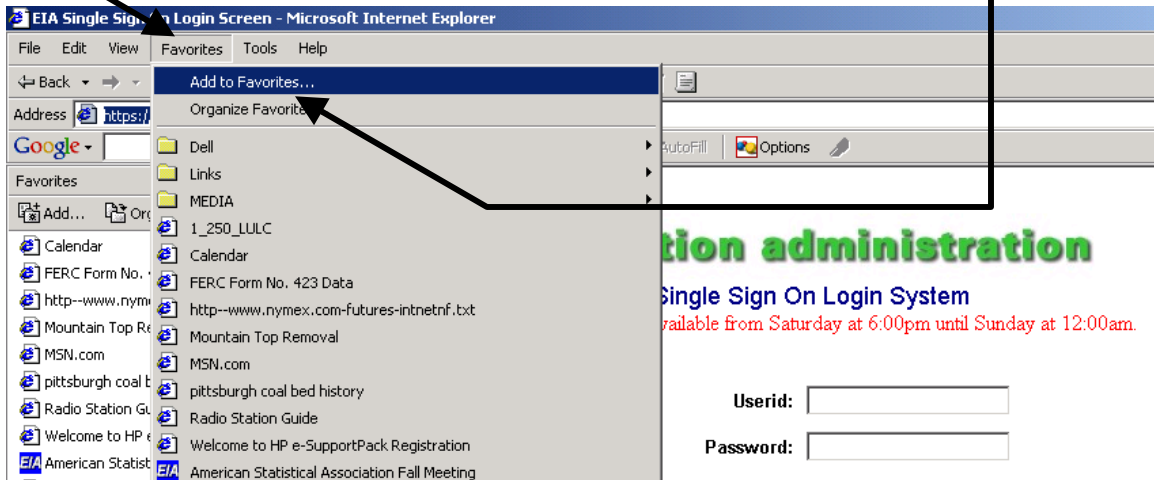 EIA Single Sign On Login Screen - Microsoft Internet Explorer
File Edit View Favorites Tools Help
Back
Add to Favorites...
Address https:/
Organize Favorite
Google
Dell
AutoFill Options
Links
Favorites
MEDIA
Add...
1_250_LULC
Calendar
Calendar
tion administration
FERC Form No.
FERC Form No. 423 Data
Single Sign On Login System
http--www.nym
http--www.nymex.com-futures-intnetnf.txt
vailable from Saturday at 6:00pm until Sunday at 12:00am.
Mountain Top Re
Mountain Top Removal
MSN.com
MSN.com
pittsburgh coal b
pittsburgh coal bed history
Userid:
Radio Station Gu
Radio Station Guide
Welcome to HP e
Welcome to HP e-SupportPack Registration
Password:
EIA American Statist
EIA American Statistical Association Fall Meeting